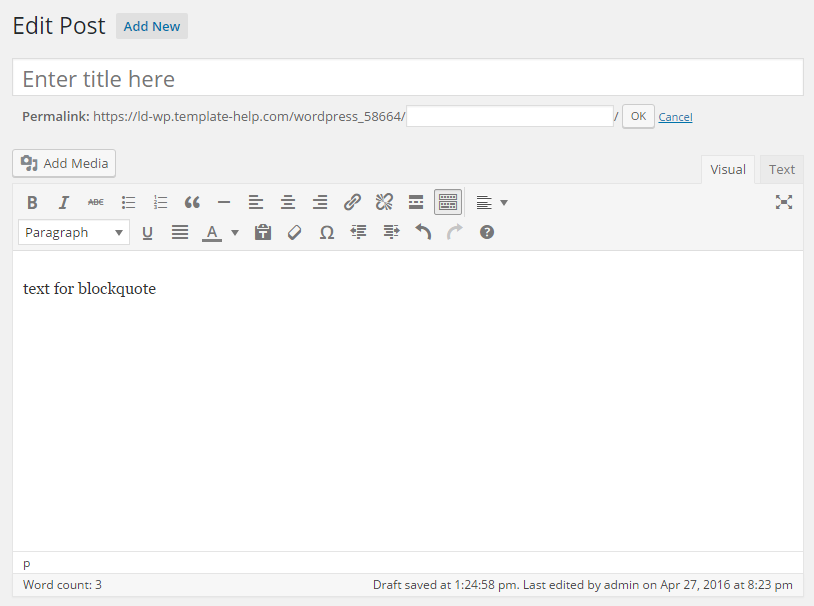 Edit Post Add New
Enter title here
Permalink: https://ld-wp.template-help.com/wordpress_58664/ / OK Cancel
Add Media Visual Text
B I ABC
Paragraph U A T Ω ?
text for blockquote
p
Word count: 3 Draft saved at 1:24:58 pm. Last edited by admin on Apr 27, 2016 at 8:23 pm